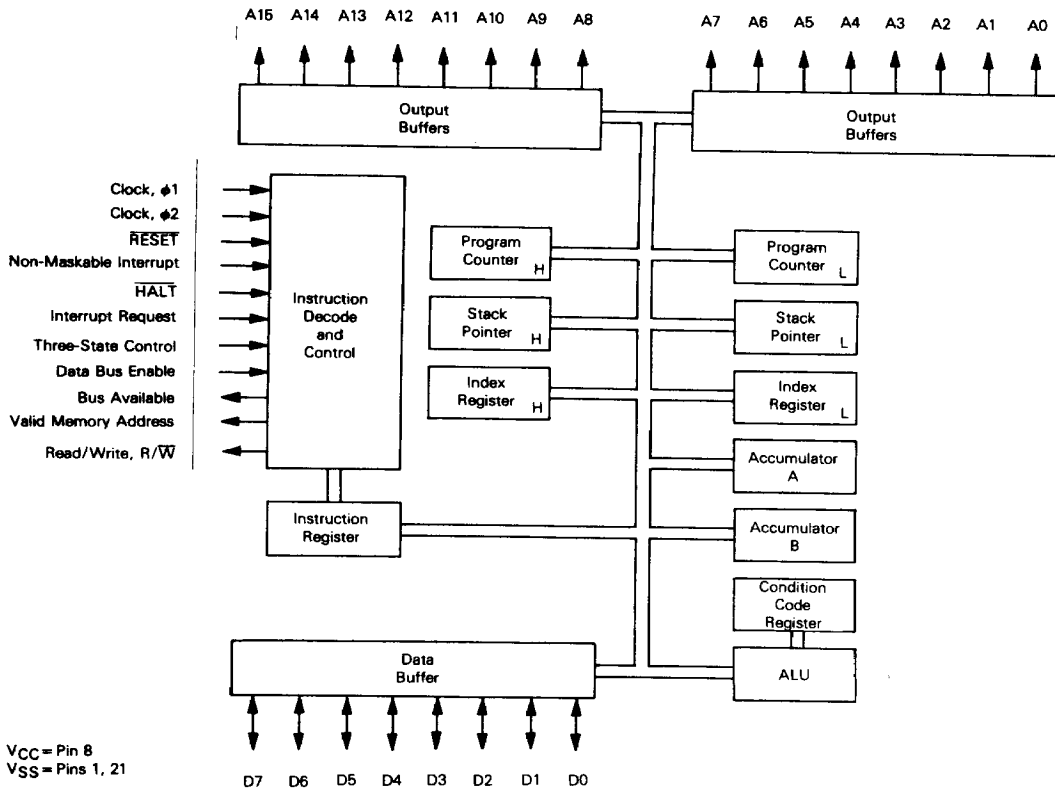 A15 A14 A13 A12 A11 A10 A9 A8 A7 A6 A5 A4 A3 A2 A1 A0
Output
Buffers
Output
Buffers
Clock, ϕ1
Clock, ϕ2
RESET
Non-Maskable Interrupt
HALT
Interrupt Request
Three-State Control
Data Bus Enable
Bus Available
Valid Memory Address
Read/Write, R/W
Instruction
Decode
and
Control
Program
Counter H
Program
Counter L
Stack
Pointer H
Stack
Pointer L
Index
Register H
Index
Register L
Accumulator
A
Instruction
Register
Accumulator
B
Condition
Code
Register
ALU
Data
Buffer
D7 D6 D5 D4 D3 D2 D1 D0
VCC = Pin 8
VSS = Pins 1, 21